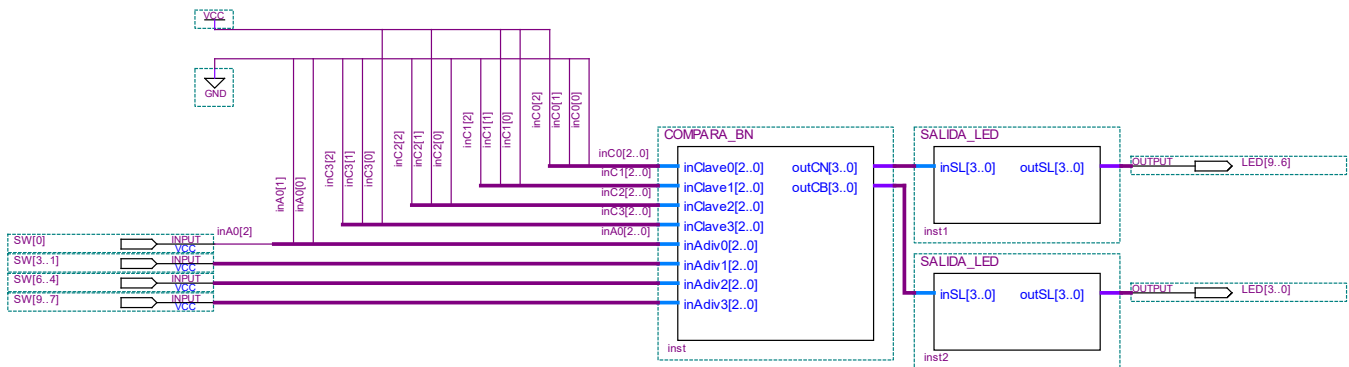 VCC
GND
inA0[1]
inA0[0]
inC3[2]
inC3[1]
inC3[0]
inC2[2]
inC2[1]
inC2[0]
inC1[2]
inC1[1]
inC1[0]
inC0[2]
inC0[1]
inC0[0]
inC0[2..0]
inC1[2..0]
inC2[2..0]
inC3[2..0]
inA0[2..0]
inA0[2]
SW[0]
INPUT
VCC
SW[3..1]
INPUT
VCC
SW[6..4]
INPUT
VCC
SW[9..7]
INPUT
VCC
COMPARA_BN
inClave0[2..0]
outCN[3..0]
inClave1[2..0]
outCB[3..0]
inClave2[2..0]
inClave3[2..0]
inAdiv0[2..0]
inAdiv1[2..0]
inAdiv2[2..0]
inAdiv3[2..0]
inst
SALIDA_LED
inSL[3..0]
outSL[3..0]
inst1
OUTPUT
LED[9..6]
SALIDA_LED
inSL[3..0]
outSL[3..0]
inst2
OUTPUT
LED[3..0]